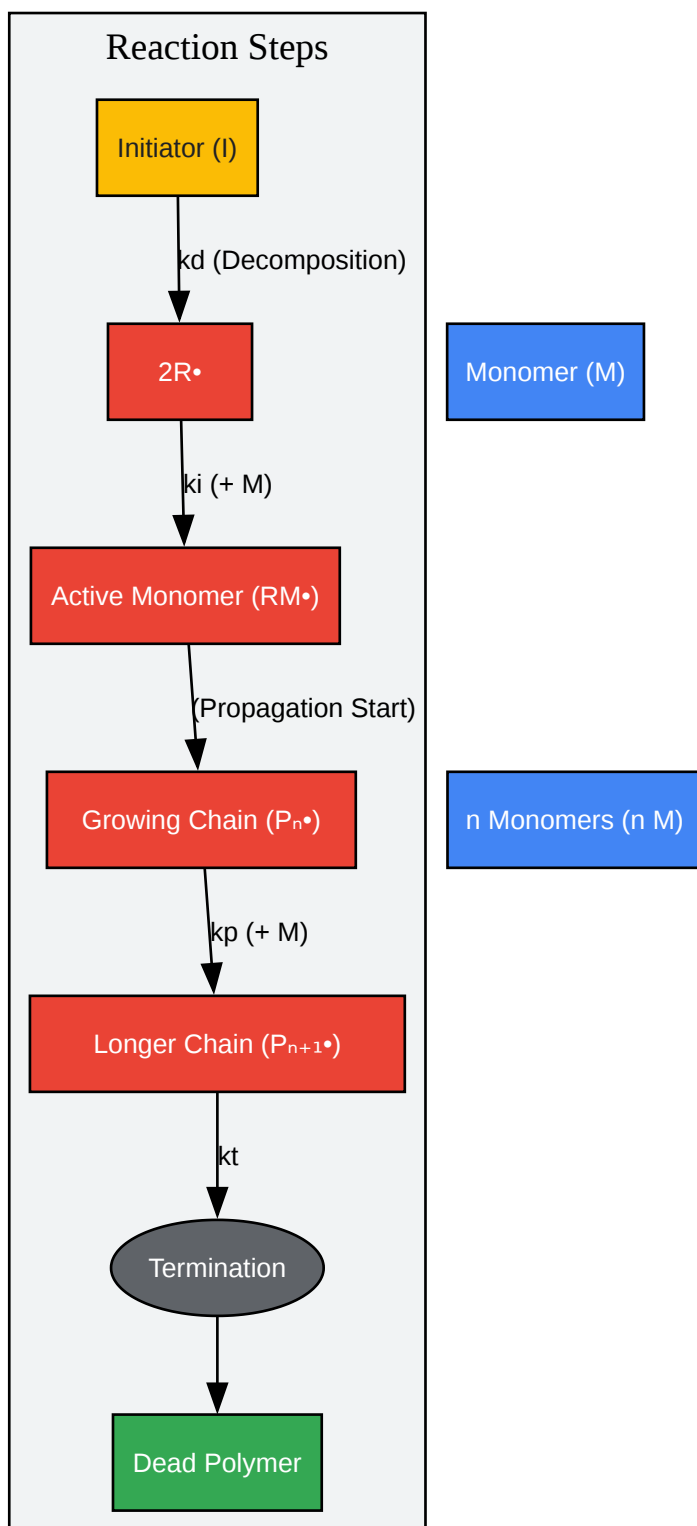 Reaction Steps
Initiator (I)
kd (Decomposition)
2R•
Monomer (M)
ki (+ M)
Active Monomer (RM•)
(Propagation Start)
Growing Chain (Pₙ•)
n Monomers (n M)
kp (+ M)
Longer Chain (Pₙ₊₁•)
kt
Termination
Dead Polymer